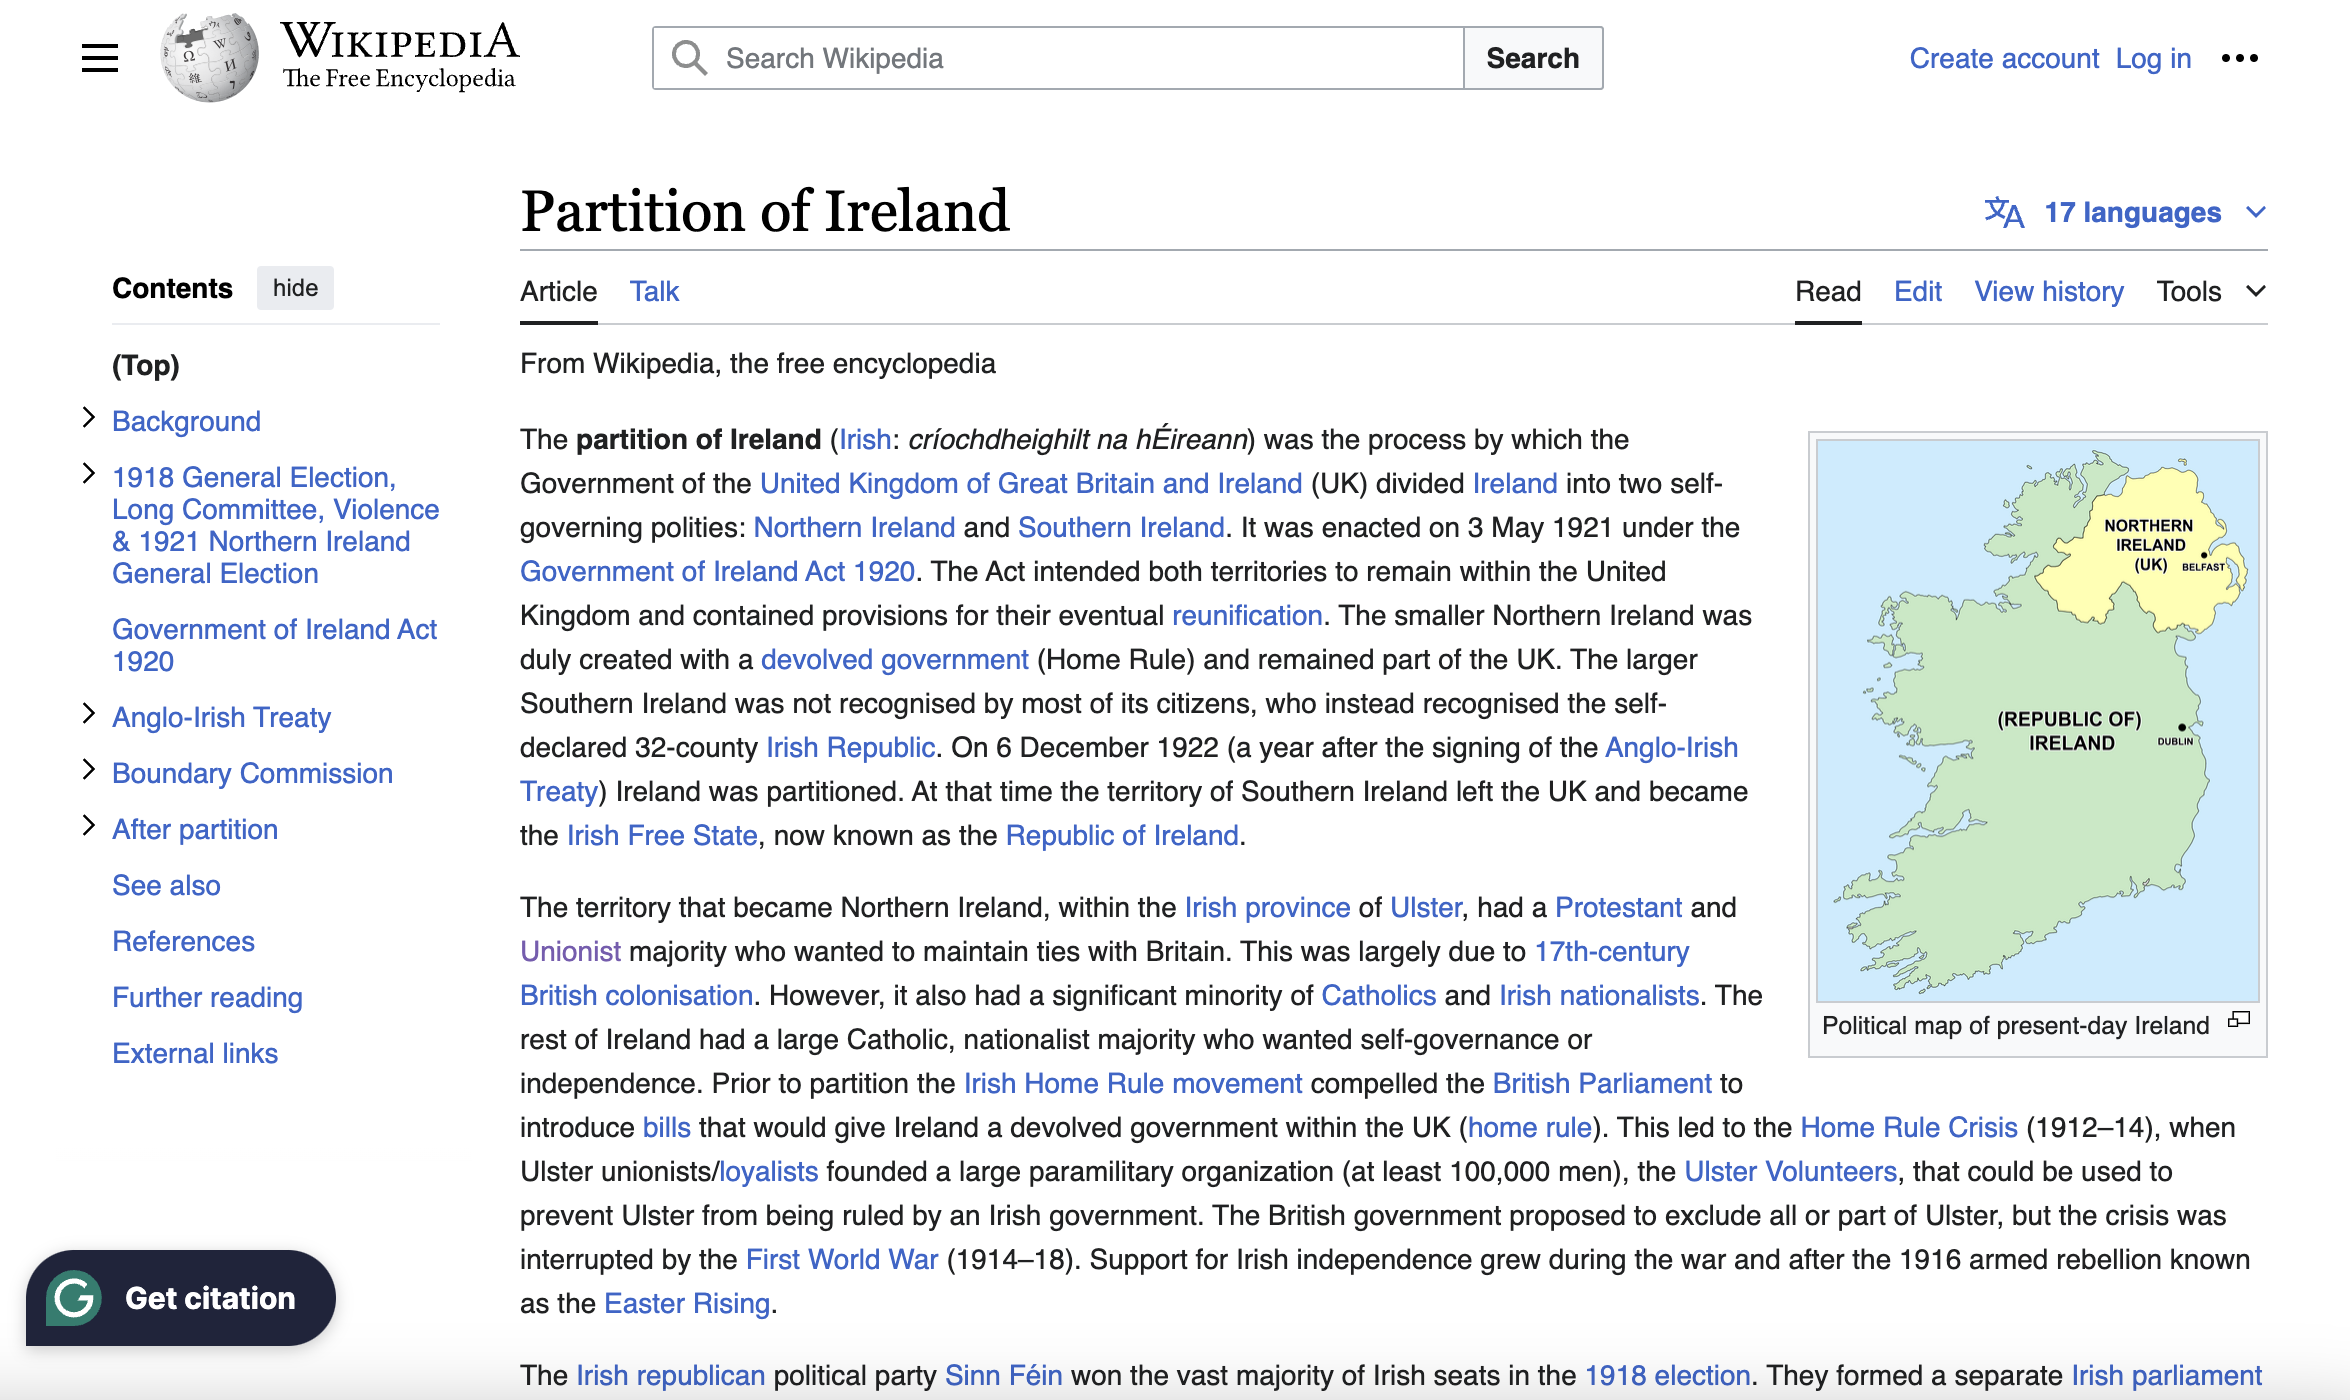 WIKIPEDIA
The Free Encyclopedia
Search Wikipedia
Search
Create account Log in
Partition of Ireland
17 languages
Contents hide
Article Talk
Read Edit View history Tools
(Top)
Background
1918 General Election,
Long Committee, Violence
& 1921 Northern Ireland
General Election
Government of Ireland Act
1920
Anglo-Irish Treaty
Boundary Commission
After partition
See also
References
Further reading
External links
From Wikipedia, the free encyclopedia
The partition of Ireland (Irish: críochdheighilt na hÉireann) was the process by which the
Government of the United Kingdom of Great Britain and Ireland (UK) divided Ireland into two self-
governing polities: Northern Ireland and Southern Ireland. It was enacted on 3 May 1921 under the
Government of Ireland Act 1920. The Act intended both territories to remain within the United
Kingdom and contained provisions for their eventual reunification. The smaller Northern Ireland was
duly created with a devolved government (Home Rule) and remained part of the UK. The larger
Southern Ireland was not recognised by most of its citizens, who instead recognised the self-
declared 32-county Irish Republic. On 6 December 1922 (a year after the signing of the Anglo-Irish
Treaty) Ireland was partitioned. At that time the territory of Southern Ireland left the UK and became
the Irish Free State, now known as the Republic of Ireland.
NORTHERN
IRELAND
(UK)
BELFAST
(REPUBLIC OF)
IRELAND
DUBLIN
Political map of present-day Ireland
The territory that became Northern Ireland, within the Irish province of Ulster, had a Protestant and
Unionist majority who wanted to maintain ties with Britain. This was largely due to 17th-century
British colonisation. However, it also had a significant minority of Catholics and Irish nationalists. The
rest of Ireland had a large Catholic, nationalist majority who wanted self-governance or
independence. Prior to partition the Irish Home Rule movement compelled the British Parliament to
introduce bills that would give Ireland a devolved government within the UK (home rule). This led to the Home Rule Crisis (1912–14), when
Ulster unionists/loyalists founded a large paramilitary organization (at least 100,000 men), the Ulster Volunteers, that could be used to
prevent Ulster from being ruled by an Irish government. The British government proposed to exclude all or part of Ulster, but the crisis was
interrupted by the First World War (1914–18). Support for Irish independence grew during the war and after the 1916 armed rebellion known
as the Easter Rising.
The Irish republican political party Sinn Féin won the vast majority of Irish seats in the 1918 election. They formed a separate Irish parliament
Get citation